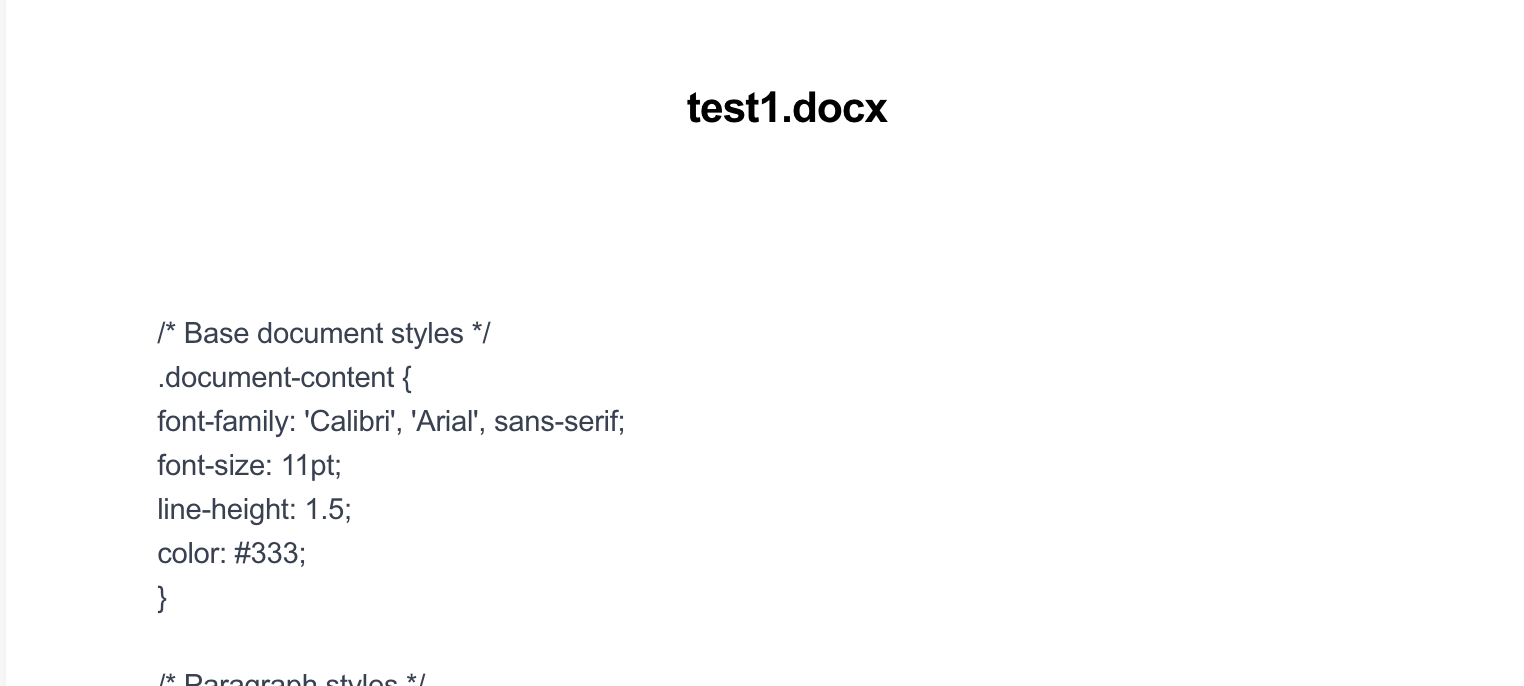 test1.docx
/* Base document styles */
.document-content {
font-family: 'Calibri', 'Arial', sans-serif;
font-size: 11pt;
line-height: 1.5;
color: #333;
}
/* Paragraph styles */